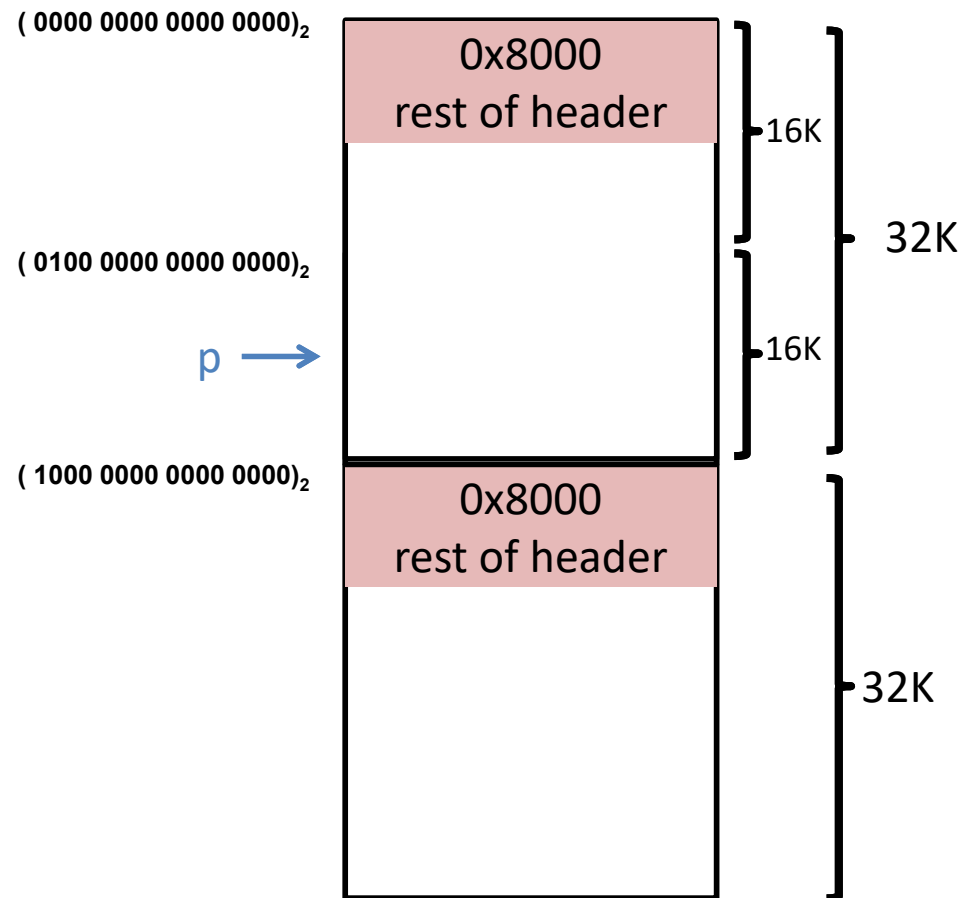 ( 0000 0000 0000 0000)₂
0x8000
rest of header
16K
32K
( 0100 0000 0000 0000)₂
p
16K
( 1000 0000 0000 0000)₂
0x8000
rest of header
32K